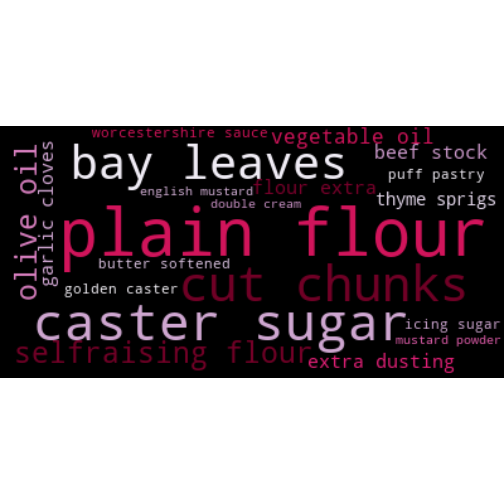 worcestershire sauce
vegetable oil
bay leaves
beef stock
puff pastry
english mustard
flour extra
thyme sprigs
double cream
olive oil
garlic cloves
plain flour
butter softened
golden caster
cut chunks
caster sugar
icing sugar
mustard powder
selfraising flour
extra dusting